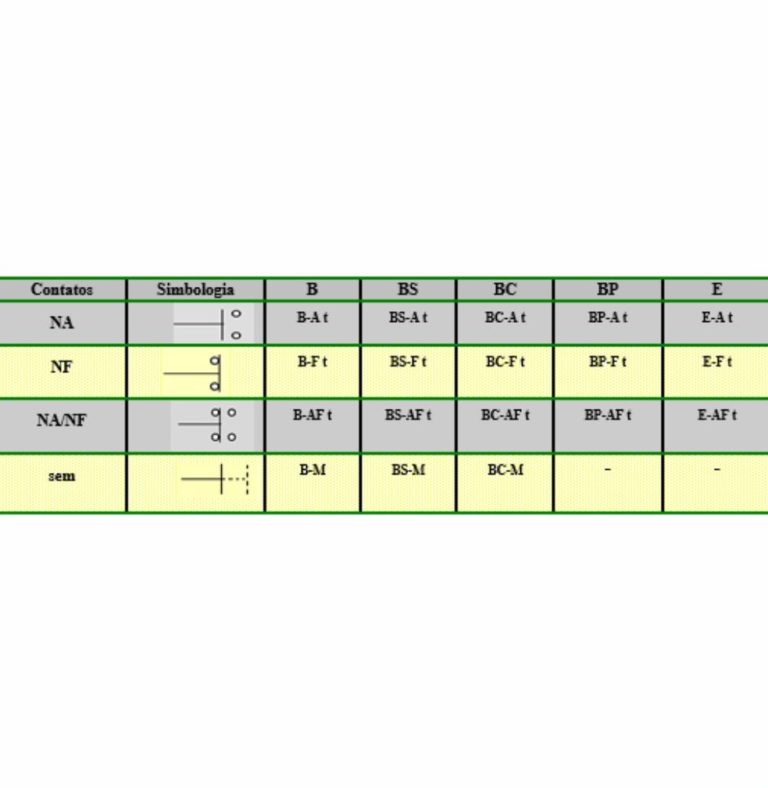 Contatos Simbologia B BS BC BP E
NA B-A t BS-A t BC-A t BP-A t E-A t
NF B-F t BS-F t BC-F t BP-F t E-F t
NA/NF B-AF t BS-AF t BC-AF t BP-AF t E-AF t
sem B-M BS-M BC-M - -